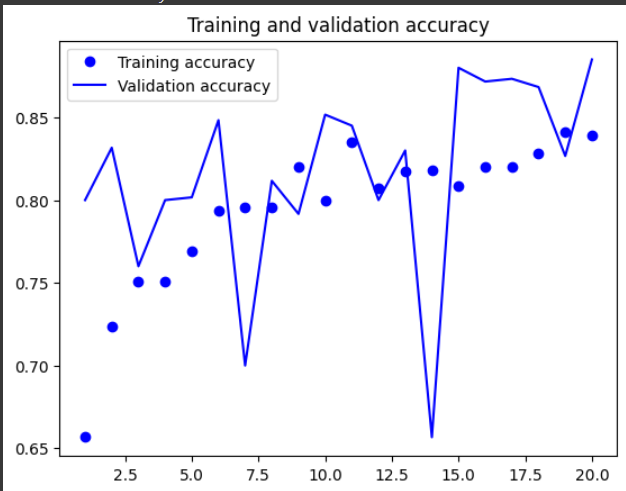 Training and validation accuracy
Training accuracy
Validation accuracy
0.85
0.80
0.75
0.70
0.65
2.5 5.0 7.5 10.0 12.5 15.0 17.5 20.0